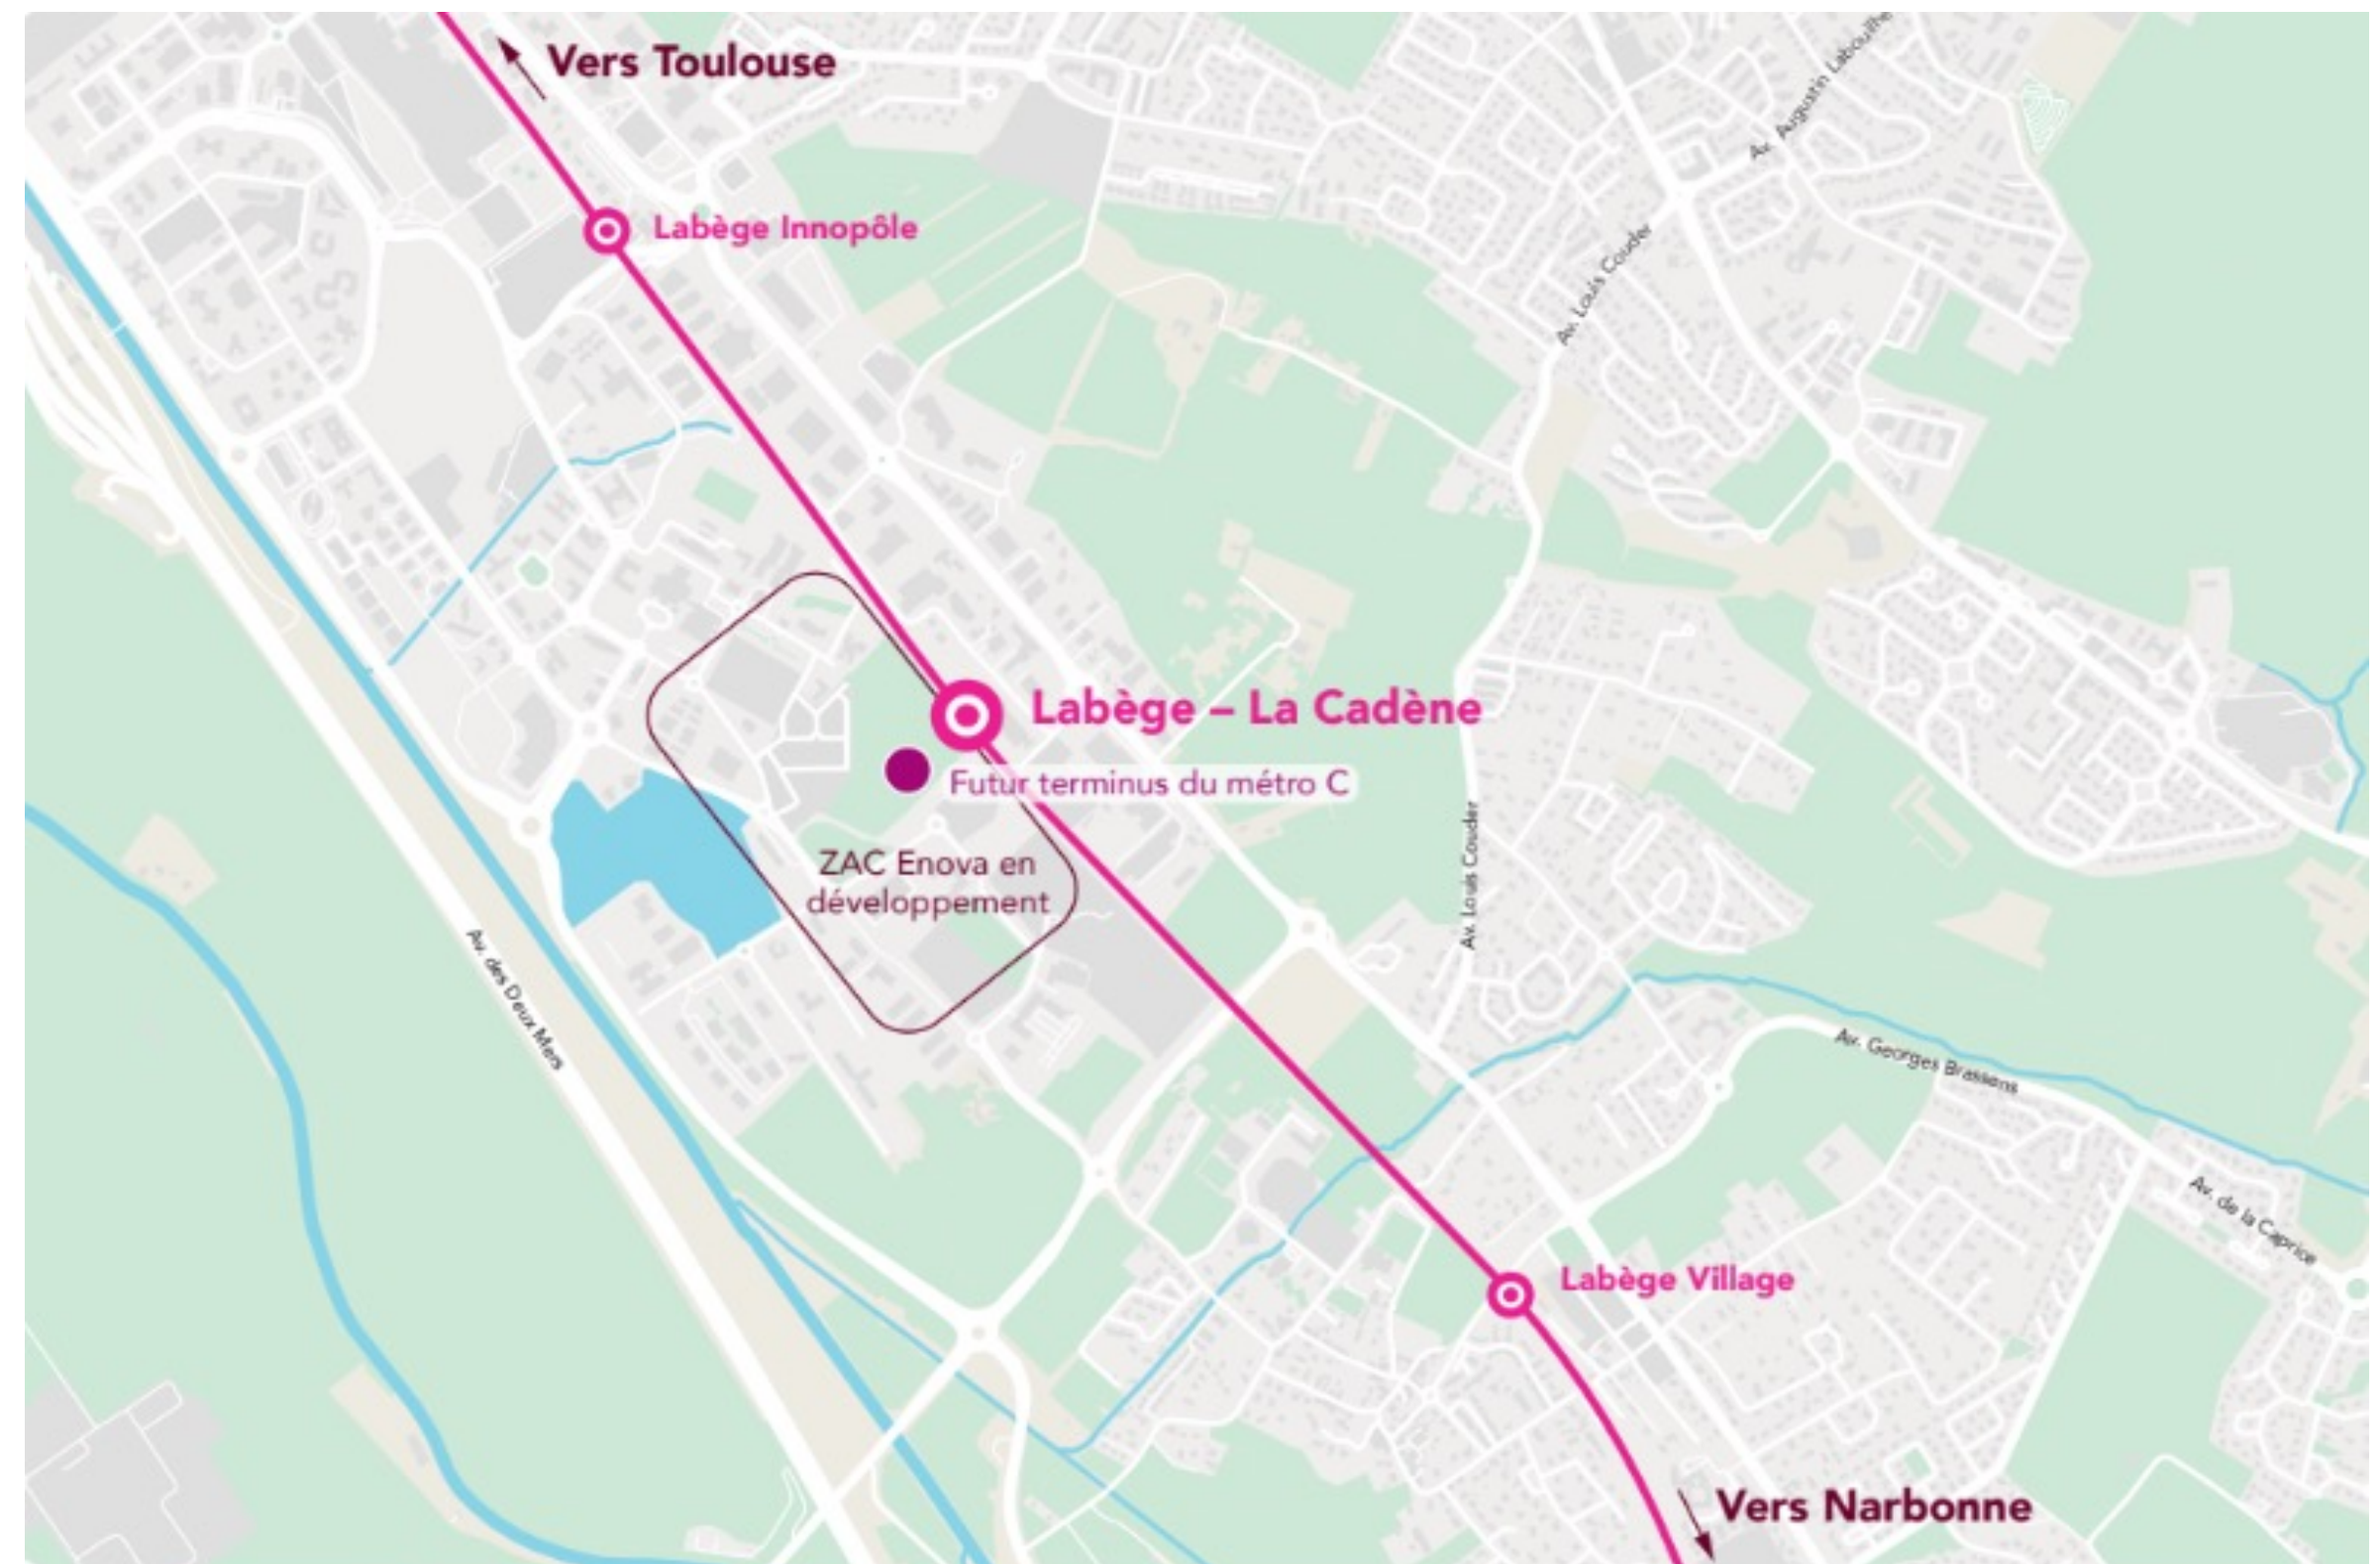 Vers Toulouse
Av. Augustin Labouilhe
Labège Innopôle
Av. Louis Couder
Labège – La Cadène
Futur terminus du métro C
ZAC Enova en
développement
Av. Louis Couder
Av. des Deux Mers
Av. Georges Brassens
Av. de la Caprice
Labège Village
Vers Narbonne